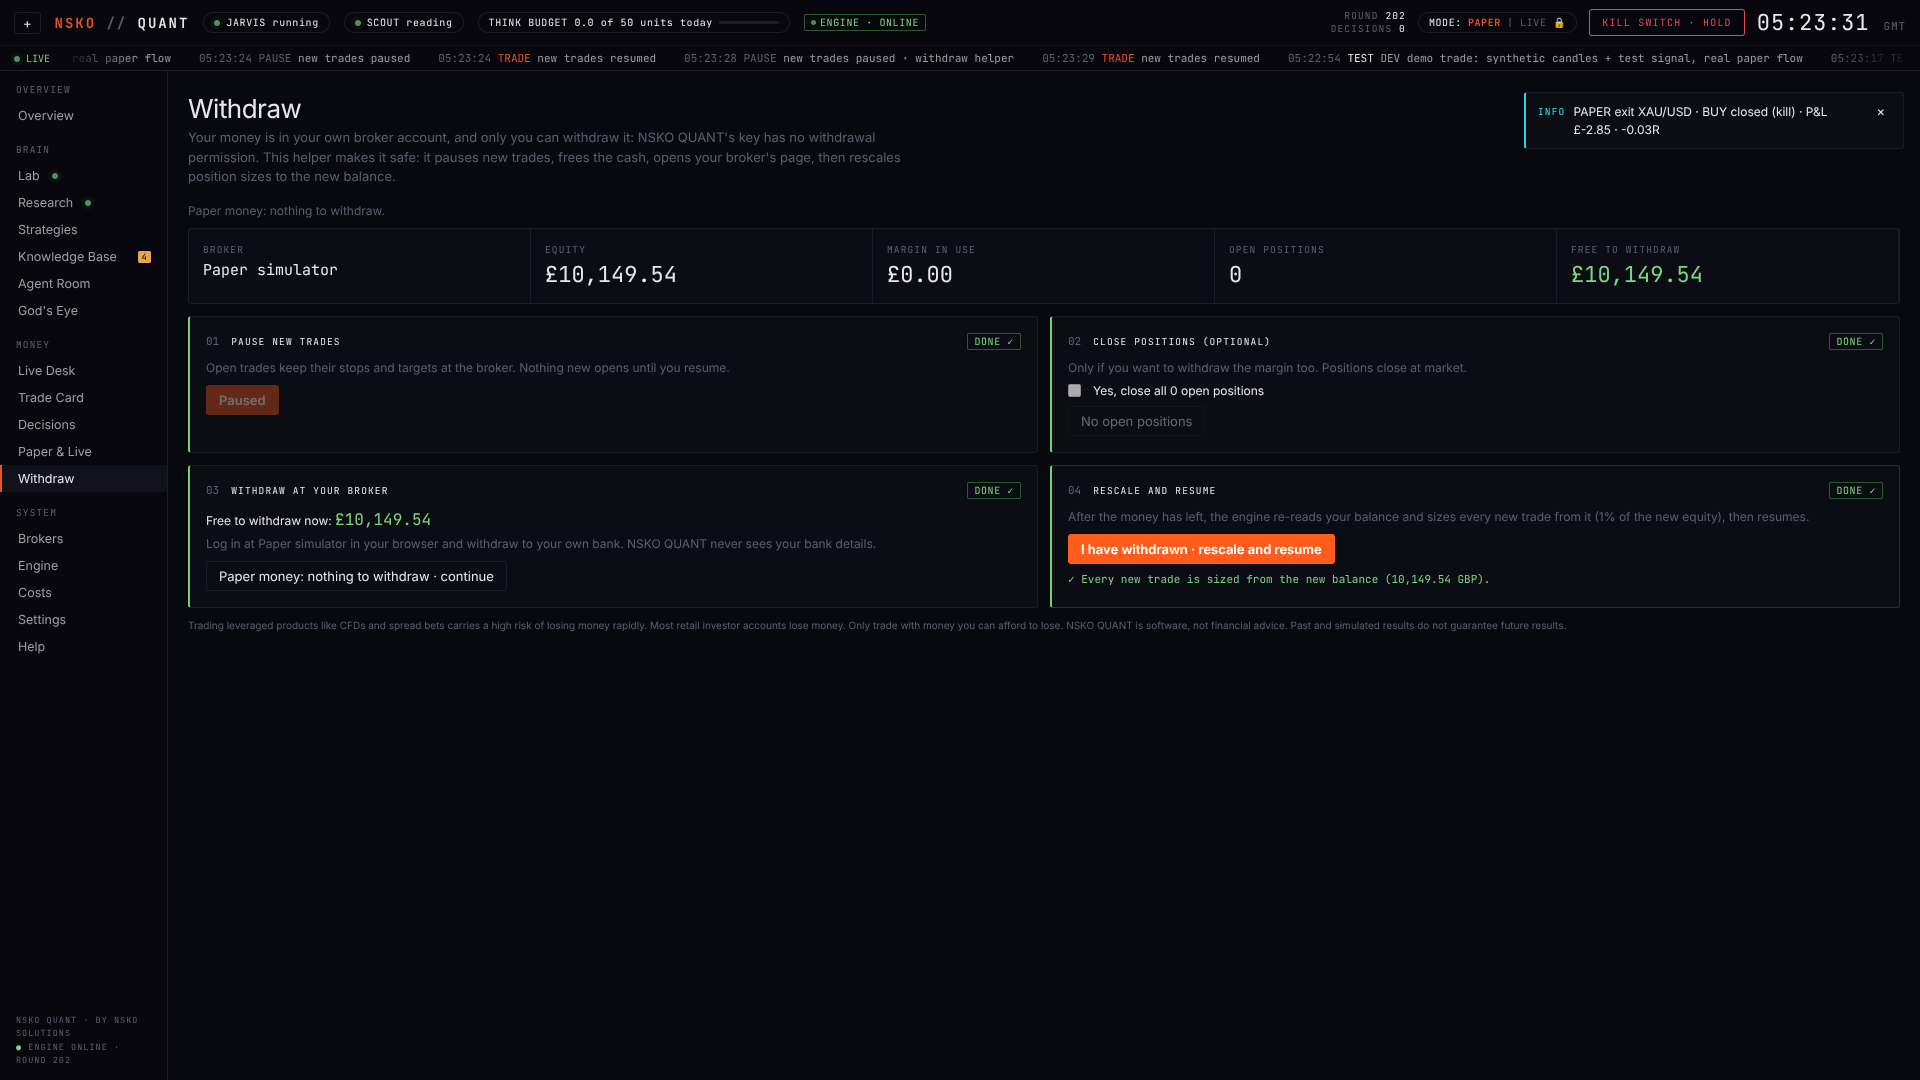 + NSKO // QUANT JARVIS running SCOUT reading THINK BUDGET 0.0 of 50 units today ENGINE · ONLINE ROUND 202 DECISIONS 0 MODE: PAPER | LIVE KILL SWITCH · HOLD 05:23:31 GMT
LIVE real paper flow 05:23:24 PAUSE new trades paused 05:23:24 TRADE new trades resumed 05:23:28 PAUSE new trades paused · withdraw helper 05:23:29 TRADE new trades resumed 05:22:54 TEST DEV demo trade: synthetic candles + test signal, real paper flow 05:23:17
OVERVIEW
Overview
BRAIN
Lab
Research
Strategies
Knowledge Base 4
Agent Room
God's Eye
MONEY
Live Desk
Trade Card
Decisions
Paper & Live
Withdraw
SYSTEM
Brokers
Engine
Costs
Settings
Help
NSKO QUANT · BY NSKO
SOLUTIONS
ENGINE ONLINE ·
ROUND 202
Withdraw
Your money is in your own broker account, and only you can withdraw it: NSKO QUANT's key has no withdrawal
permission. This helper makes it safe: it pauses new trades, frees the cash, opens your broker's page, then rescales
position sizes to the new balance.
INFO PAPER exit XAU/USD · BUY closed (kill) · P&L ×
£-2.85 · -0.03R
Paper money: nothing to withdraw.
BROKER
Paper simulator
EQUITY
£10,149.54
MARGIN IN USE
£0.00
OPEN POSITIONS
0
FREE TO WITHDRAW
£10,149.54
01 PAUSE NEW TRADES DONE ✓
Open trades keep their stops and targets at the broker. Nothing new opens until you resume.
Paused
02 CLOSE POSITIONS (OPTIONAL) DONE ✓
Only if you want to withdraw the margin too. Positions close at market.
Yes, close all 0 open positions
No open positions
03 WITHDRAW AT YOUR BROKER DONE ✓
Free to withdraw now: £10,149.54
Log in at Paper simulator in your browser and withdraw to your own bank. NSKO QUANT never sees your bank details.
Paper money: nothing to withdraw · continue
04 RESCALE AND RESUME DONE ✓
After the money has left, the engine re-reads your balance and sizes every new trade from it (1% of the new equity), then resumes.
I have withdrawn · rescale and resume
✓ Every new trade is sized from the new balance (10,149.54 GBP).
Trading leveraged products like CFDs and spread bets carries a high risk of losing money rapidly. Most retail investor accounts lose money. Only trade with money you can afford to lose. NSKO QUANT is software, not financial advice. Past and simulated results do not guarantee future results.